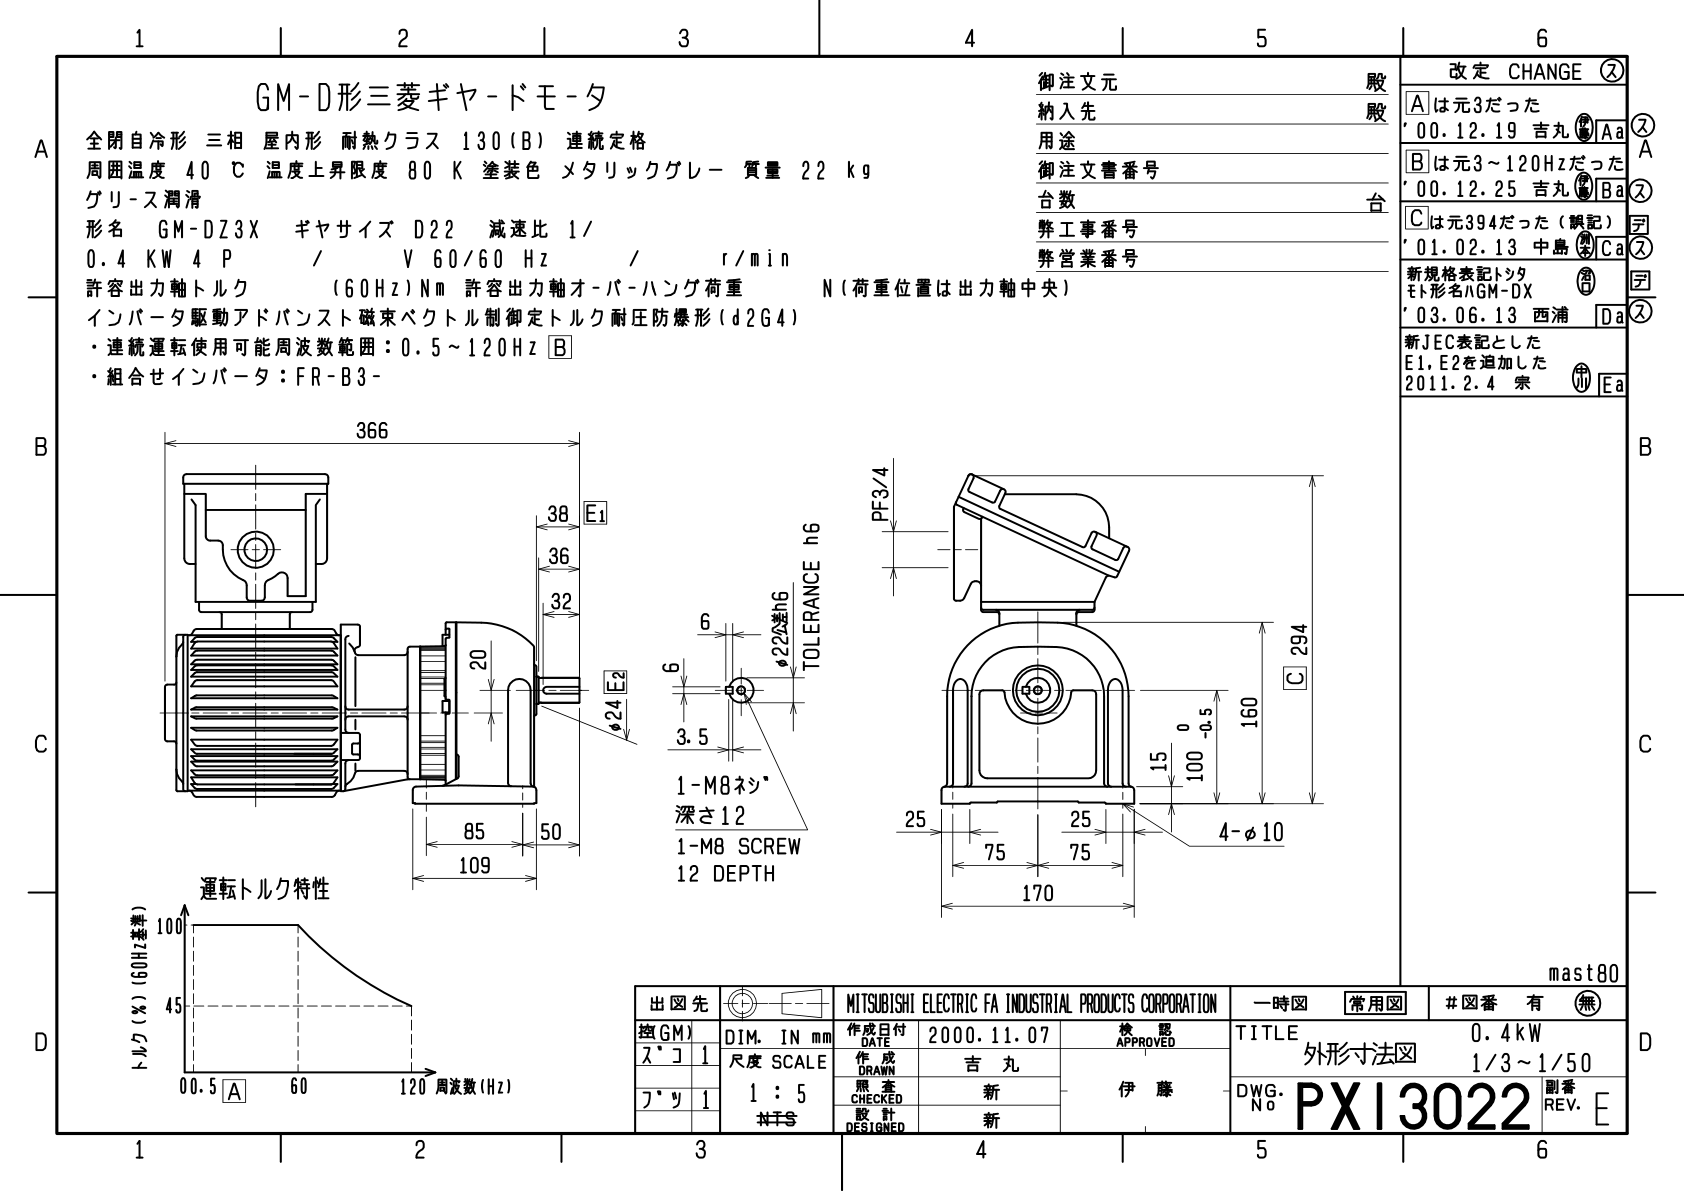 1 2 3 4 5 6
GM-D形三菱ギヤードモータ
全閉自冷形 三相 屋内形 耐熱クラス 130(B) 連続定格
周囲温度 40 ℃ 温度上昇限度 80 K 塗装色 メタリックグレー 質量 22 kg
グリース潤滑
形名 GM-DZ3X ギヤサイズ D22 減速比 1/
0.4 KW 4 P / V 60/60 Hz / r/min
許容出力軸トルク (60Hz)Nm 許容出力軸オーバーハング荷重 N(荷重位置は出力軸中央)
インバータ駆動アドバンスト磁束ベクトル制御定トルク耐圧防爆形(d2G4)
・連続運転使用可能周波数範囲：0.5～120Hz B
・組合せインバータ：FR-B3-
御注文元 殿
納入先 殿
用途
御注文書番号
台数 台
弊工事番号
弊営業番号
改定 CHANGE ス
A は元3だった
'00.12.19 吉丸 伊藤 Aa ス
B は元3～120Hzだった
'00.12.25 吉丸 伊藤 Ba ス
C は元394だった(誤記) デ
'01.02.13 中島 Ca ス
新規格表記トシタ
モト形名ハGM-DX デ
'03.06.13 西浦 Da ス
新JEC表記とした
E1,E2を追加した
2011.2.4 宗 中川 Ea
A
B
C
D
A
B
C
D
366
38 E1
36
32
20
φ24 E2
85
50
109
6
6
3.5
φ22公差h6
TOLERANCE h6
1-M8ネジ
深さ12
1-M8 SCREW
12 DEPTH
PF3/4
C 294
160
0
100 -0.5
15
25
25
75
75
170
4-φ10
運転トルク特性
トルク(%)(60Hz基準)
100
45
0 0.5 A 60 120 周波数(Hz)
mast80
出図先
控(GM)
ズコ 1
ブツ 1
MITSUBISHI ELECTRIC FA INDUSTRIAL PRODUCTS CORPORATION
一時図 常用図 #図番 有 無
DIM. IN mm
尺度 SCALE
1 : 5
NTS
作成日付 DATE 2000.11.07
作成 DRAWN 吉丸
照査 CHECKED 新
設計 DESIGNED 新
検認 APPROVED
伊藤
TITLE 外形寸法図
0.4kW
1/3～1/50
DWG. No PX13022
副番 REV. E
1 2 3 4 5 6